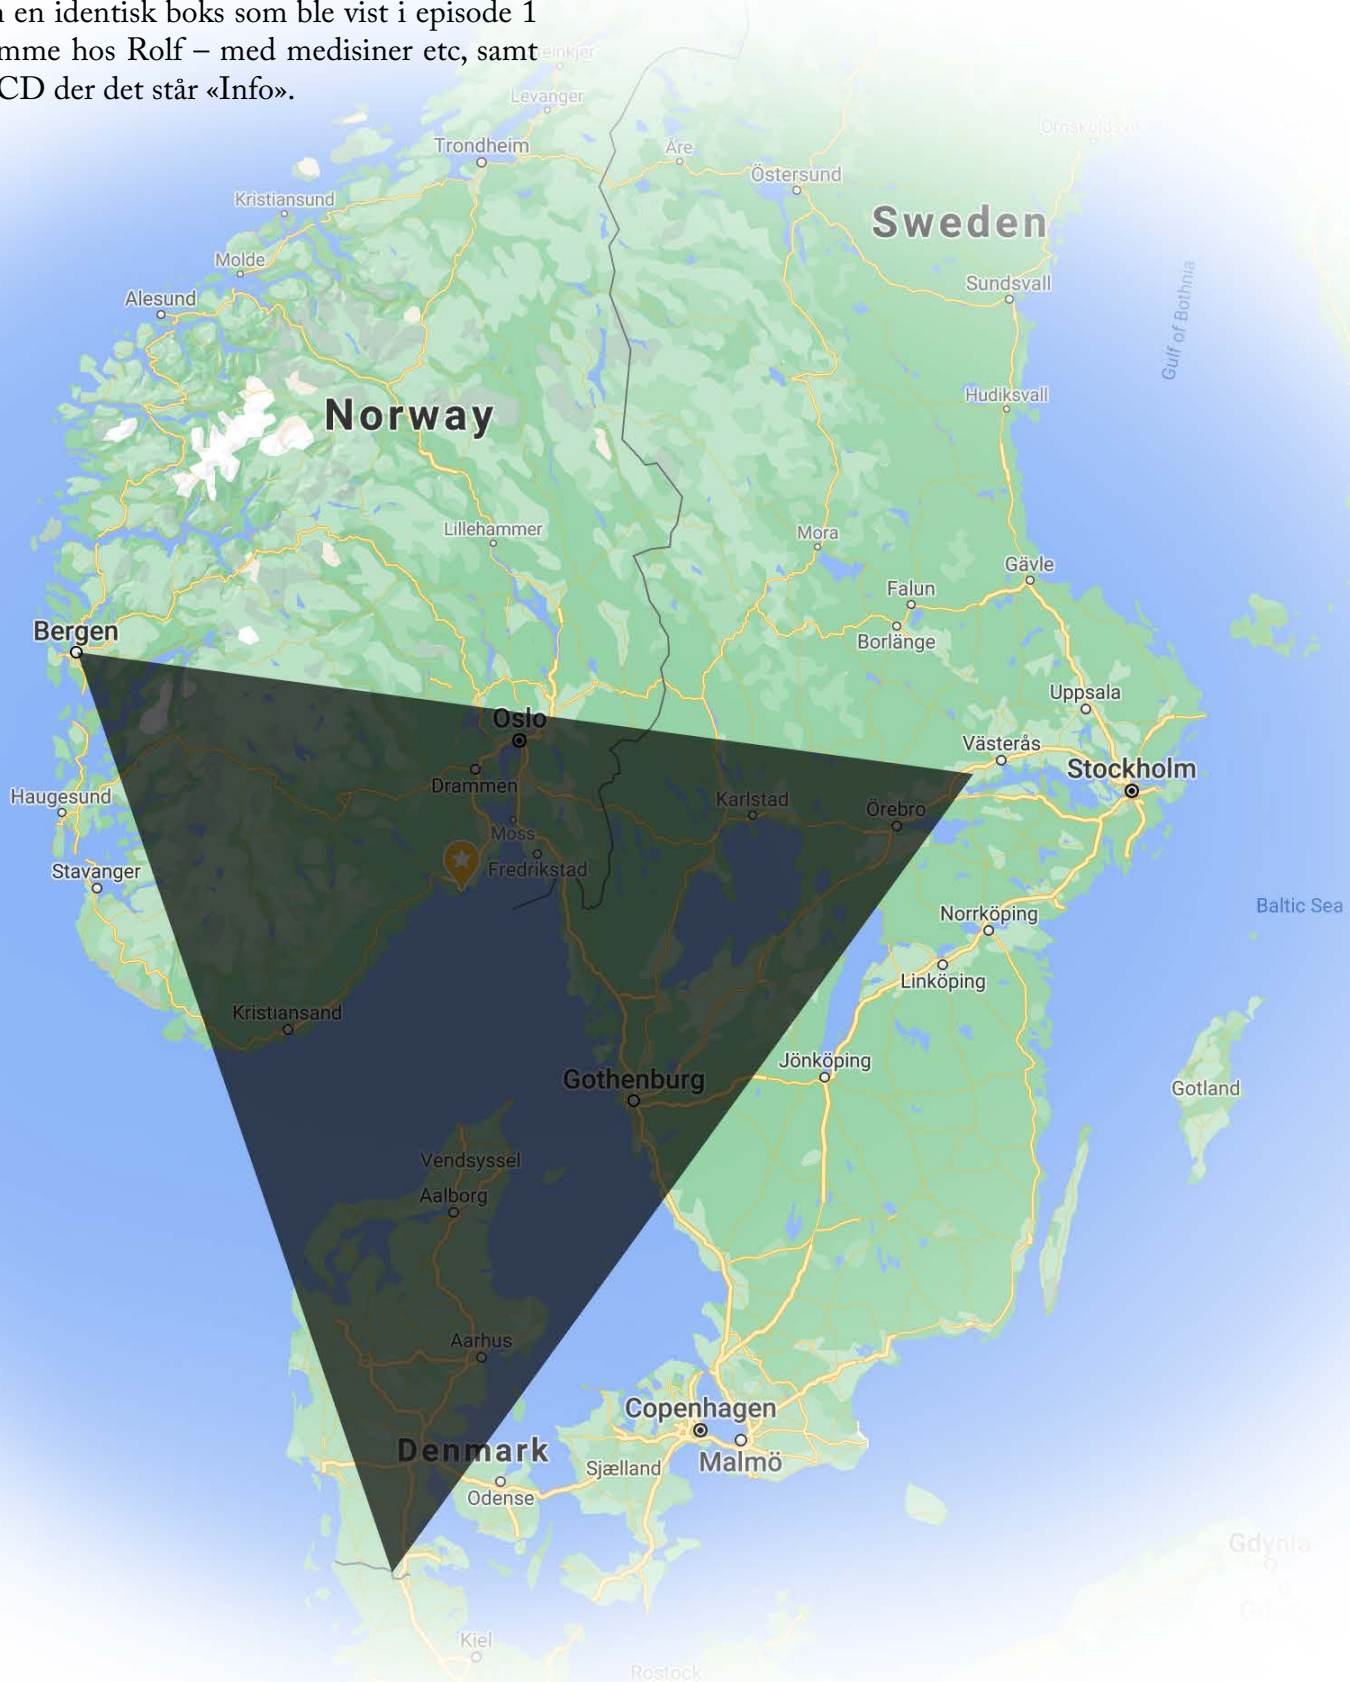 en identisk boks som ble vist i episode 1
mme hos Rolf – med medisiner etc, samt
CD der det står «Info».
Levanger
Trondheim
Åre
Östersund
Kristiansund
Sweden
Molde
Sundsvall
Alesund
Gulf of Bothnia
Hudiksvall
Norway
Lillehammer
Mora
Gävle
Falun
Bergen
Borlänge
Uppsala
Oslo
Västerås
Stockholm
Drammen
Haugesund
Karlstad
Örebro
Moss
Stavanger
Fredrikstad
Baltic Sea
Norrköping
Linköping
Kristiansand
Jönköping
Gothenburg
Gotland
Vendsyssel
Aalborg
Aarhus
Copenhagen
Denmark
Malmö
Sjælland
Odense
Gdynia
Kiel
Rostock